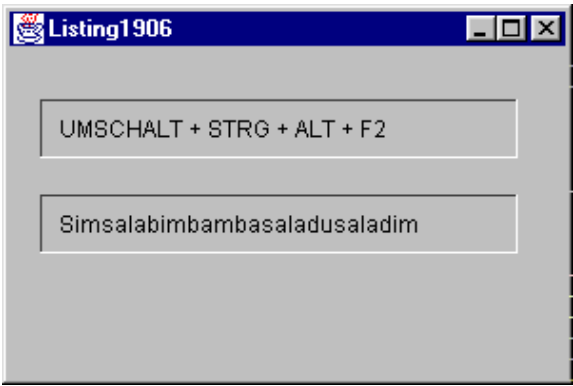 Listing1906
UMSCHALT + STRG + ALT + F2
Simsalabimbambasaladusaladim